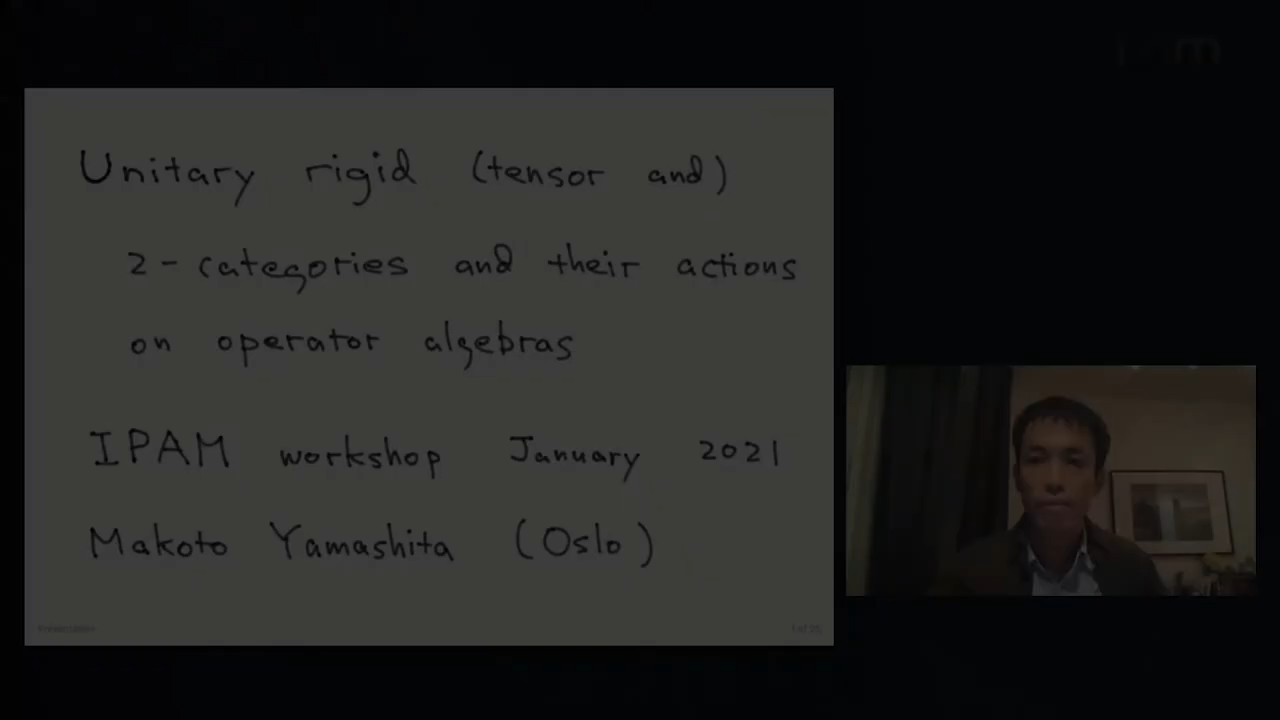 Unitary rigid (tensor and)
2-categories and their actions
on operator algebras
IPAM workshop January 2021
Makoto Yamashita (Oslo)